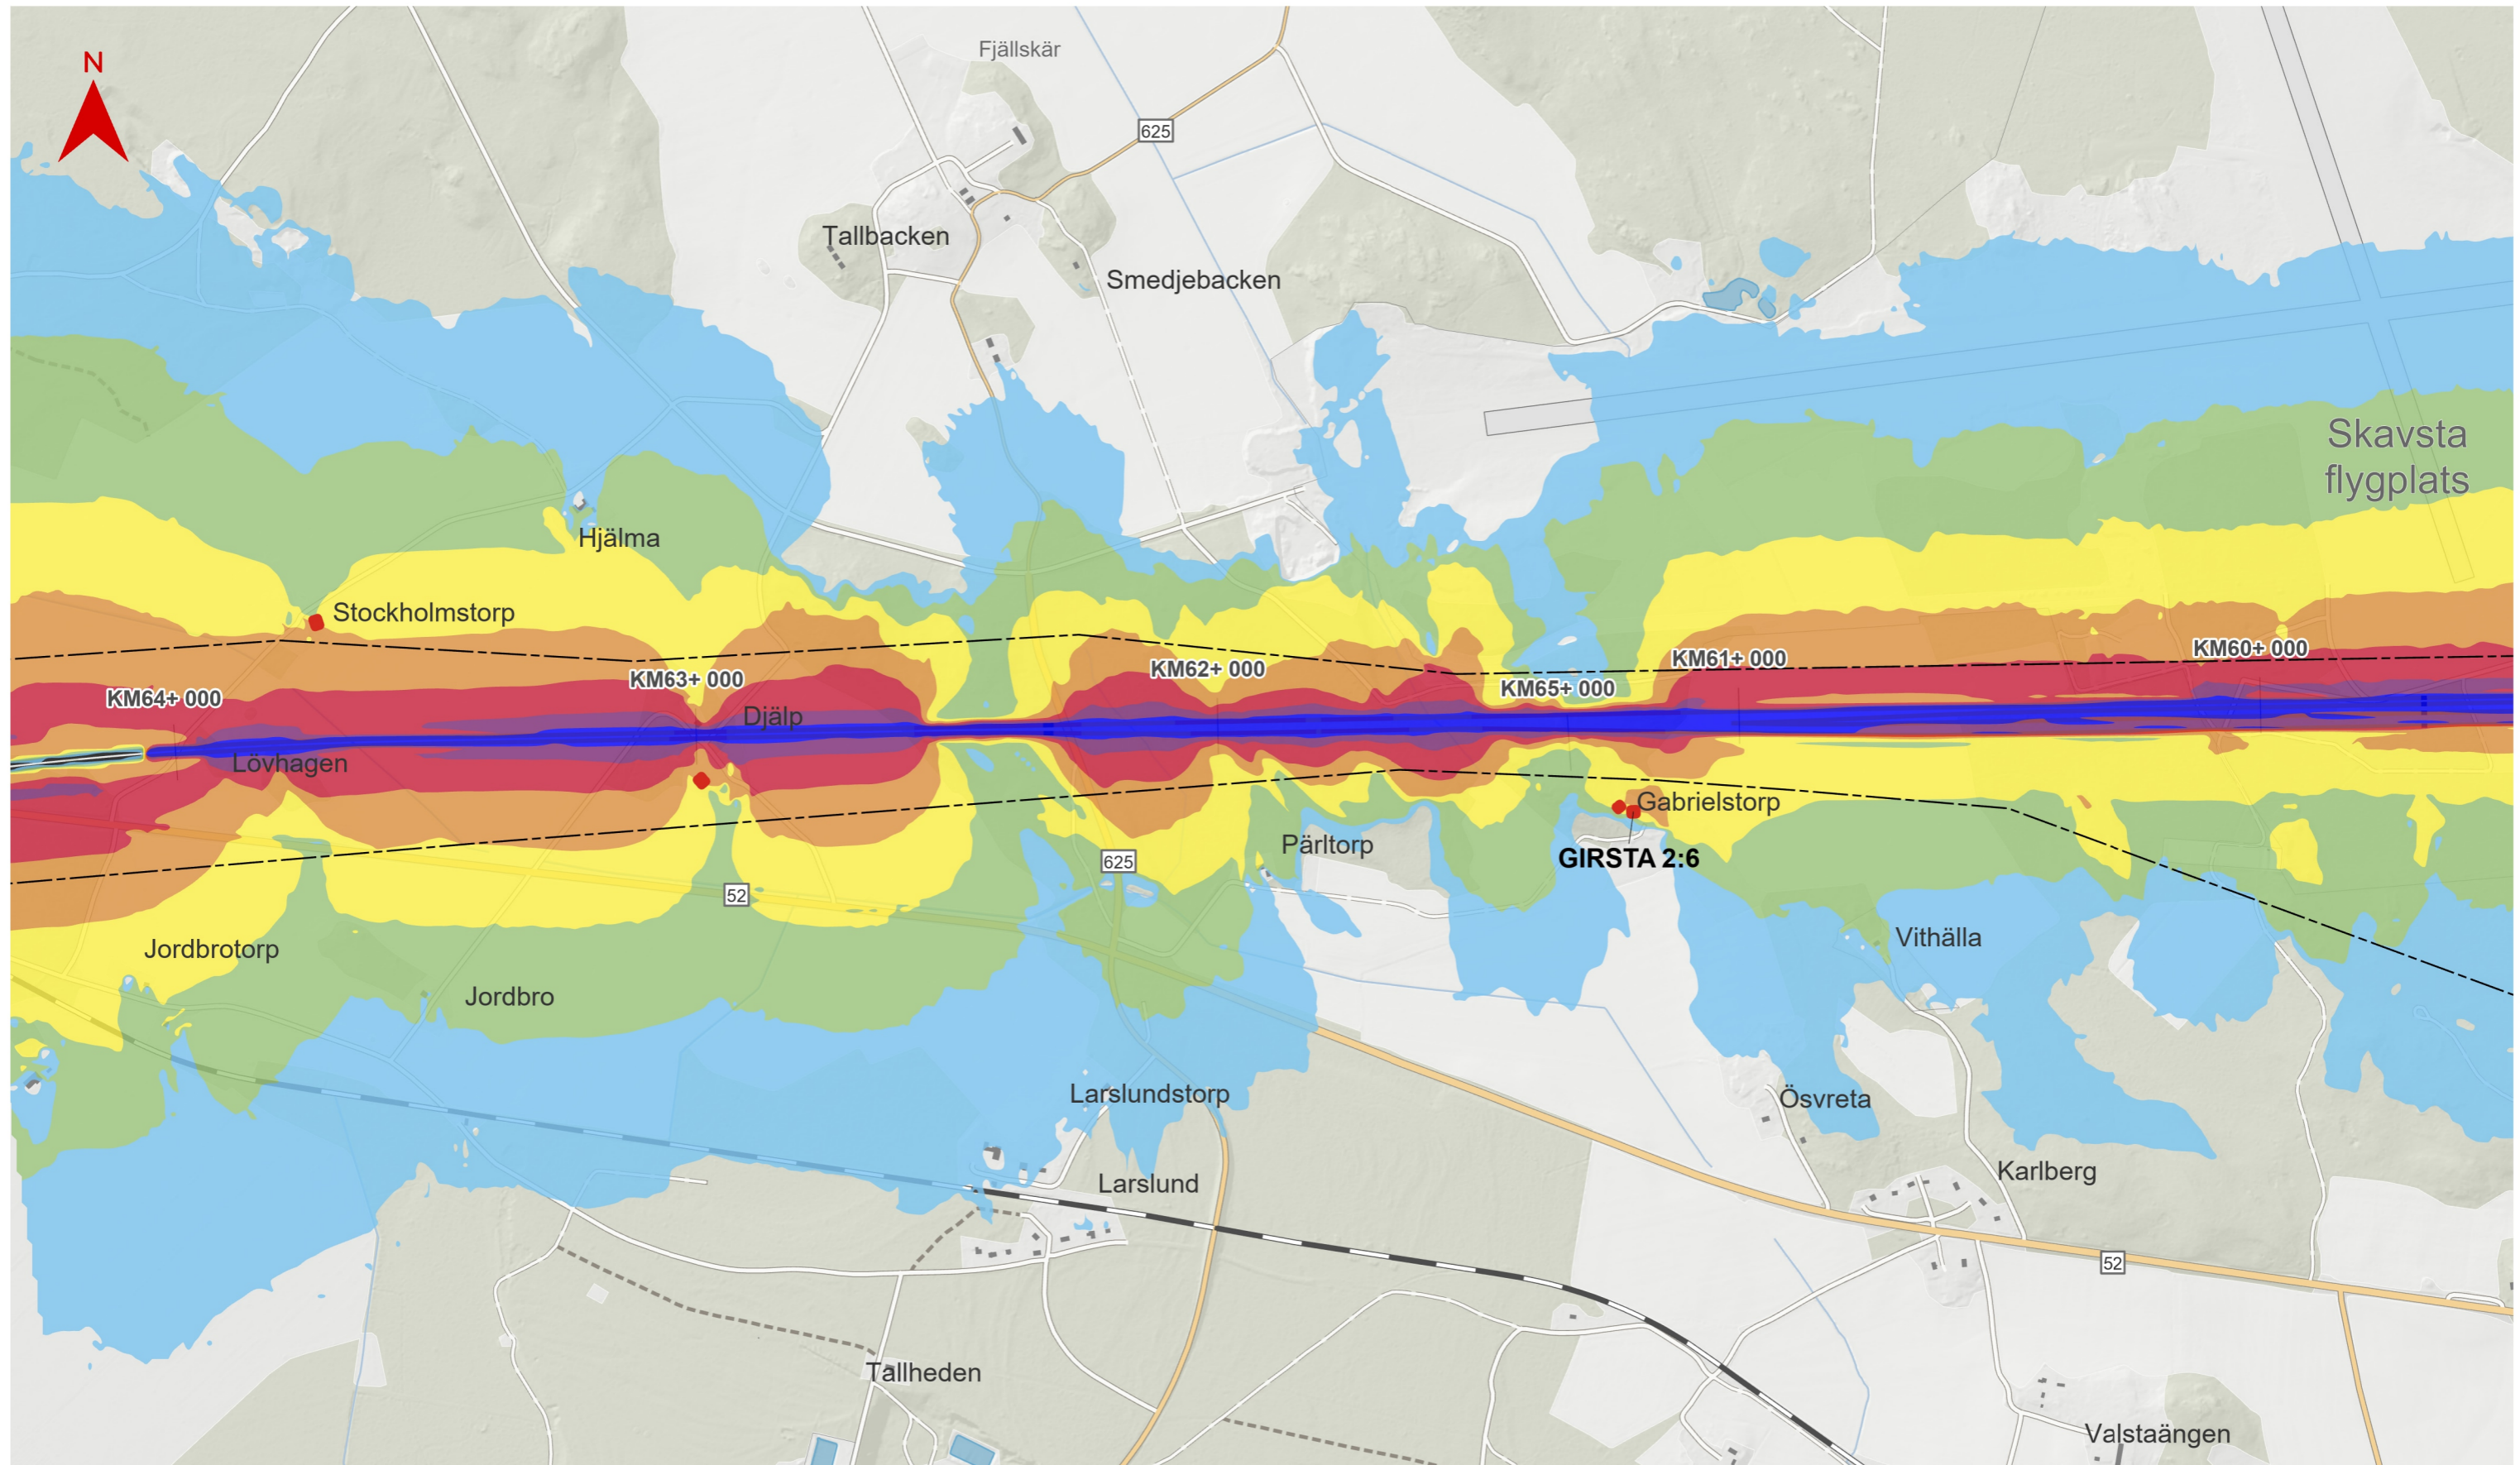 N
Fjällskär
625
Tallbacken
Smedjebacken
Skavsta
flygplats
Hjälma
Stockholmstorp
KM64+ 000
KM63+ 000
KM62+ 000
KM65+ 000
KM61+ 000
KM60+ 000
Djälp
Lövhagen
Gabrielstorp
Pärltorp
GIRSTA 2:6
625
52
Jordbrotorp
Vithälla
Jordbro
Larslundstorp
Ösvreta
Larslund
Karlberg
52
Tallheden
Valstaängen